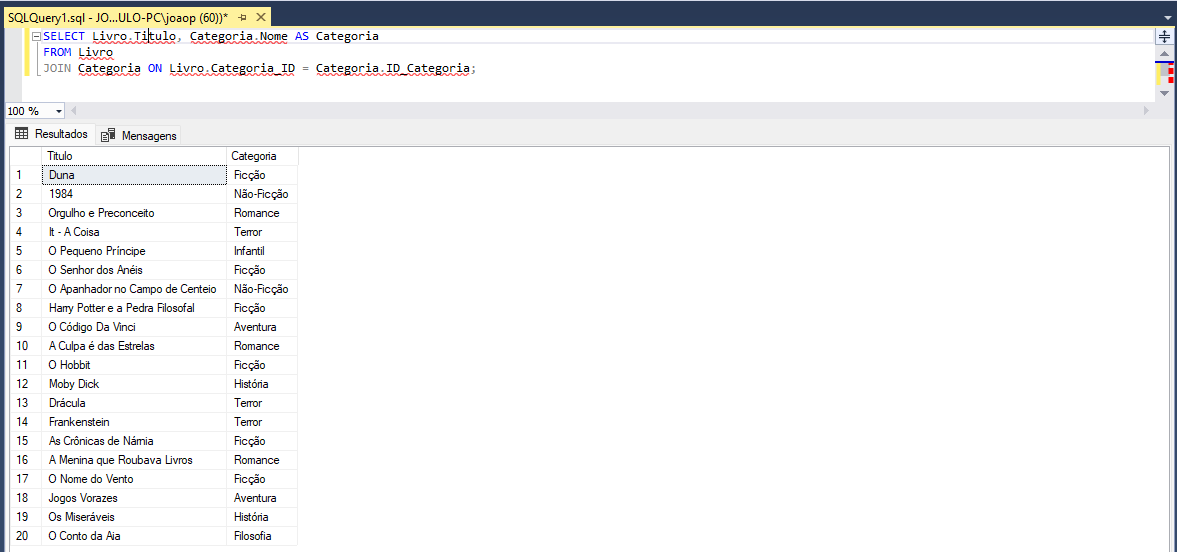 SQLQuery1.sql - JO...ULO-PC\joaop (60))*
SELECT Livro.Titulo, Categoria.Nome AS Categoria
FROM Livro
JOIN Categoria ON Livro.Categoria_ID = Categoria.ID_Categoria;
100 %
Resultados Mensagens
Titulo Categoria
1 Duna Ficção
2 1984 Não-Ficção
3 Orgulho e Preconceito Romance
4 It - A Coisa Terror
5 O Pequeno Príncipe Infantil
6 O Senhor dos Anéis Ficção
7 O Apanhador no Campo de Centeio Não-Ficção
8 Harry Potter e a Pedra Filosofal Ficção
9 O Código Da Vinci Aventura
10 A Culpa é das Estrelas Romance
11 O Hobbit Ficção
12 Moby Dick História
13 Drácula Terror
14 Frankenstein Terror
15 As Crônicas de Nárnia Ficção
16 A Menina que Roubava Livros Romance
17 O Nome do Vento Ficção
18 Jogos Vorazes Aventura
19 Os Miseráveis História
20 O Conto da Aia Filosofia